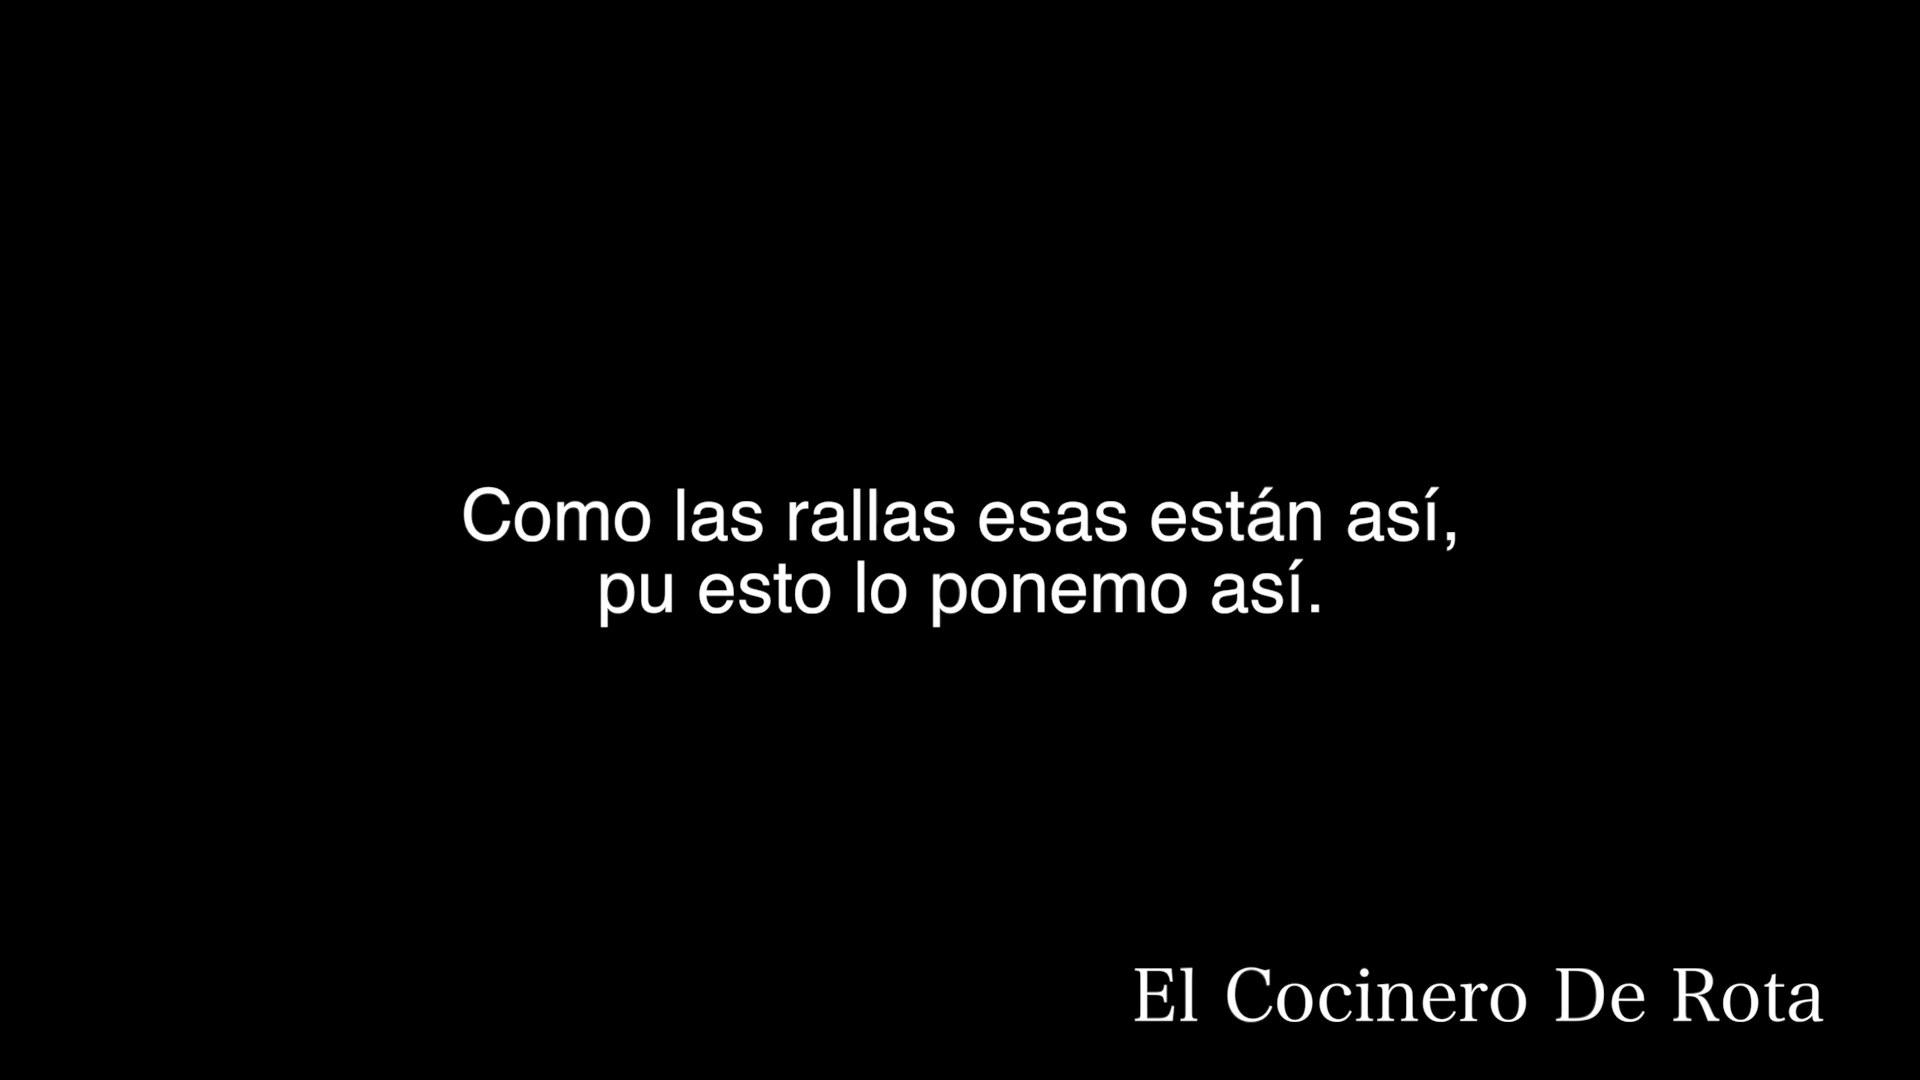 Como las rallas esas están así,
pu esto lo ponemo así.
El Cocinero De Rota